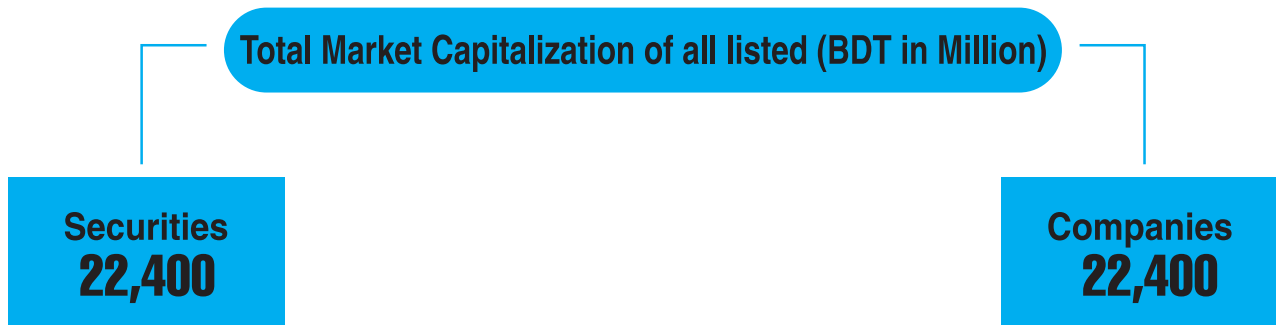 Total Market Capitalization of all listed (BDT in Million)
Securities
22,400
Companies
22,400